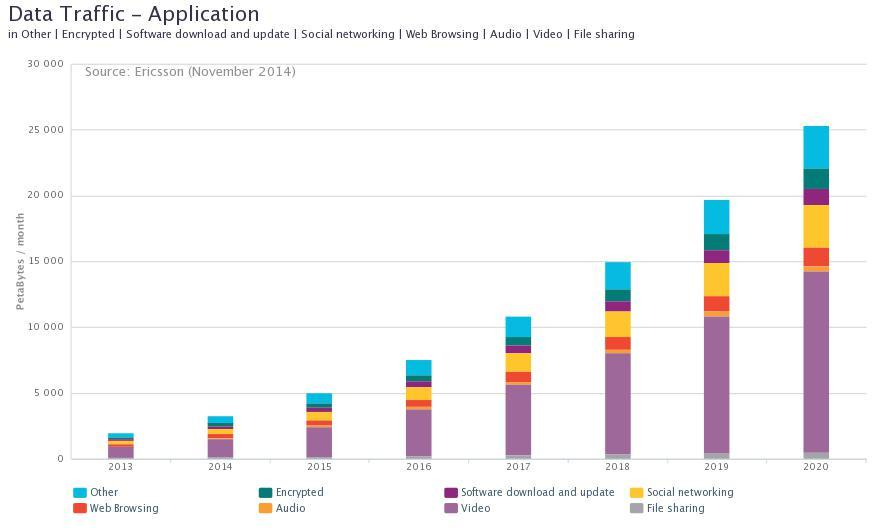 Data Traffic – Application
in Other | Encrypted | Software download and update | Social networking | Web Browsing | Audio | Video | File sharing
Source: Ericsson (November 2014)
PetaBytes / month
30 000
25 000
20 000
15 000
10 000
5 000
0
2013 2014 2015 2016 2017 2018 2019 2020
Other Encrypted Software download and update Social networking
Web Browsing Audio Video File sharing